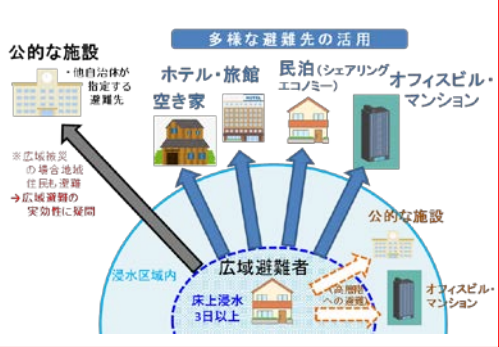 多様な避難先の活用
公的な施設
・他自治体が
指定する
避難先
ホテル・旅館
空き家
民泊(シェアリング
エコノミー)
オフィスビル・
マンション
HOTEL
※広域被災
の場合地域
住民も避難
→広域避難の
実効性に疑問
浸水区域内
広域避難者
床上浸水
3日以上
(高層階
への避難)
公的な施設
オフィスビル・
マンション